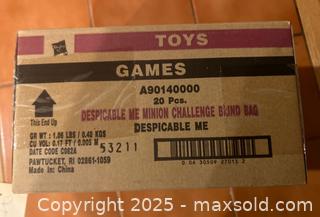 TOYS
GAMES
A90140000
20 Pcs.
DESPICABLE ME MINION CHALLENGE BLIND BAG
DESPICABLE ME
This End Up
GR WT : 1.06 LBS / 0.48 KGS
CU VOL : 0.17 FT / 0.005 M
DATE CODE C082A
53211
PAWTUCKET, RI 02861-1059
Made In: China
Copyright © 2025 - maxsold.com